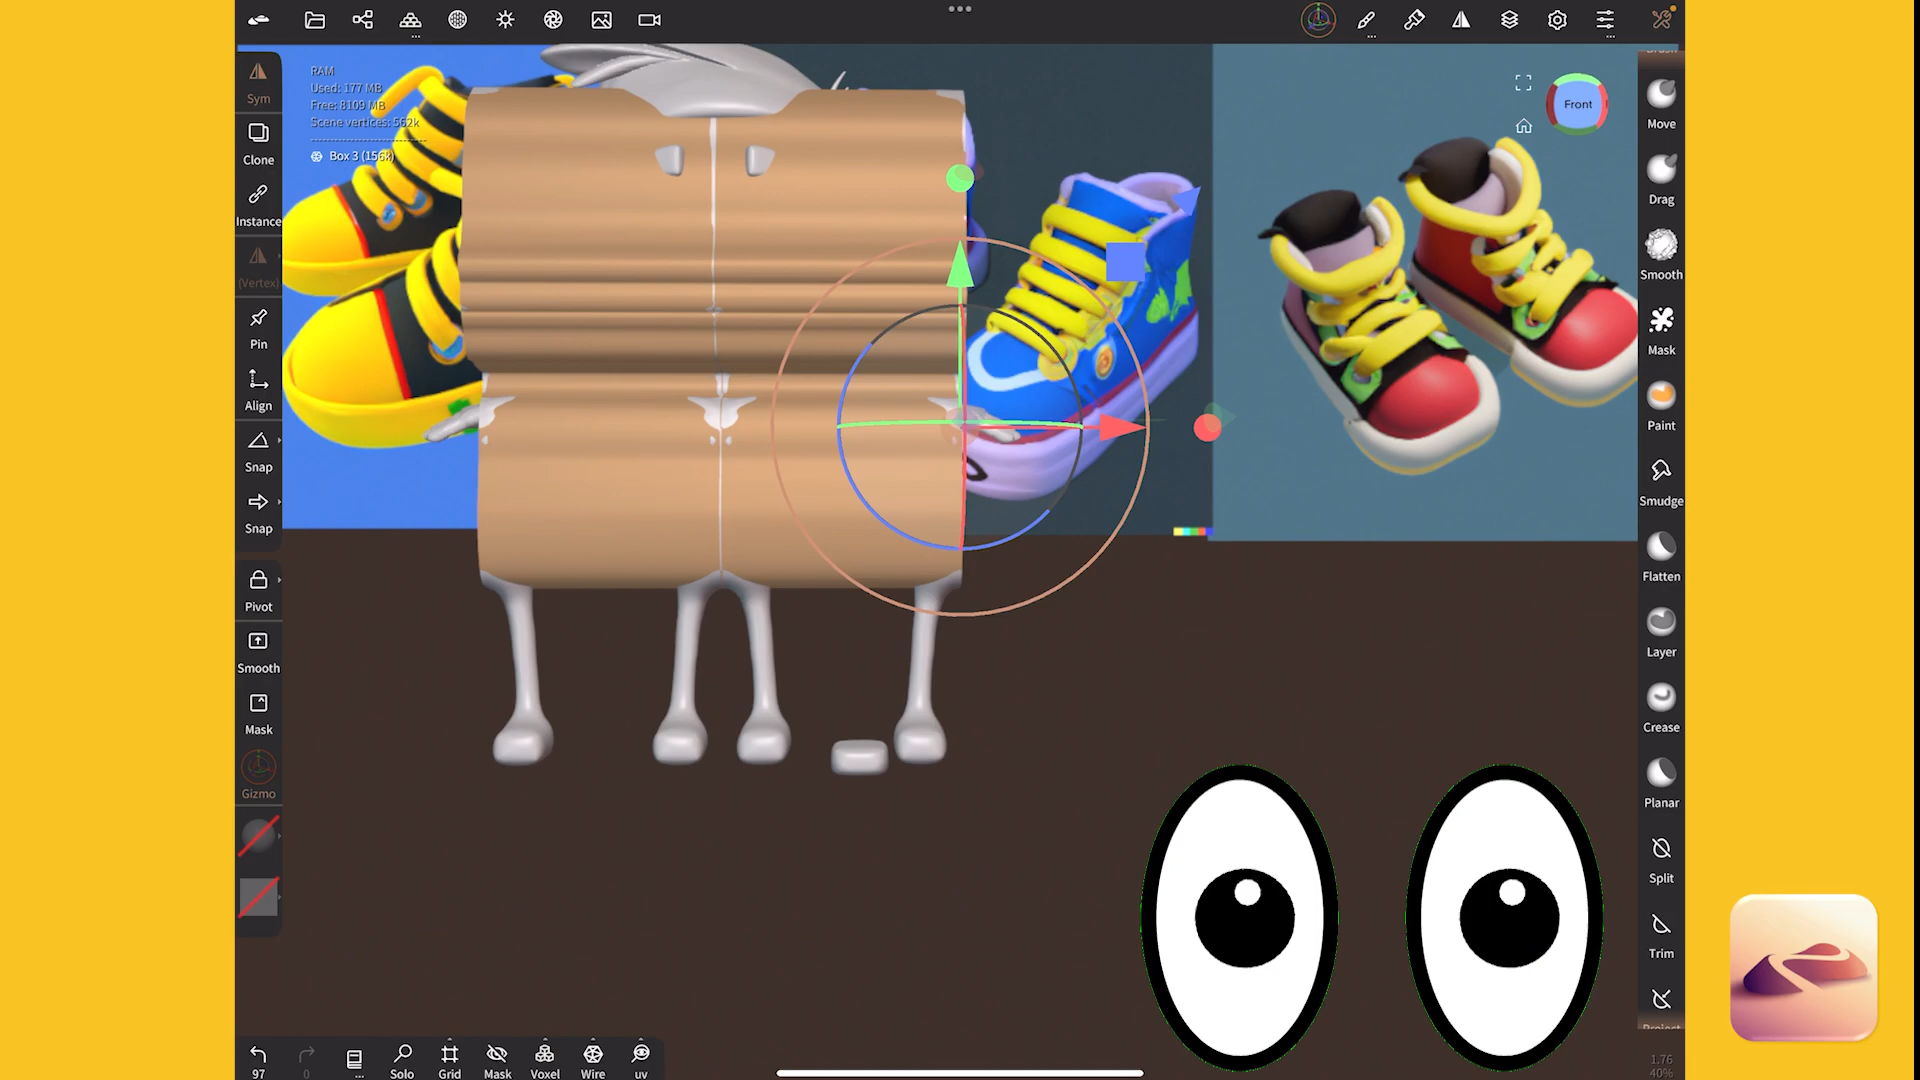 RAM
Used: 177 MB
Free: 8109 MB
Scene vertices: 562k
Box 3 (156k)
Front
Sym
Clone
Instance
(Vertex)
Pin
Align
Snap
Snap
Pivot
Smooth
Mask
Gizmo
Move
Drag
Smooth
Mask
Paint
Smudge
Flatten
Layer
Crease
Planar
Split
Trim
97
0
...
Solo
Grid
Mask
Voxel
Wire
uv
1.76
40%